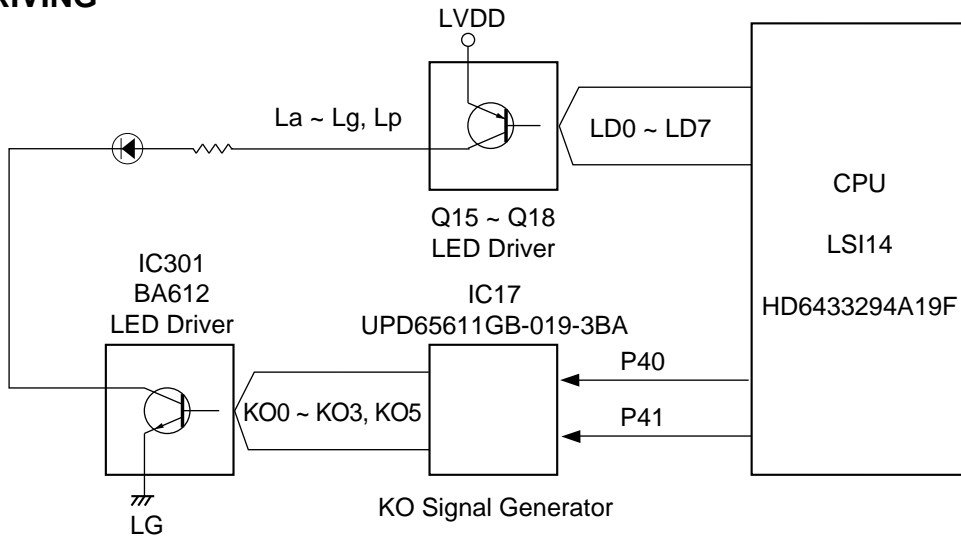 LVDD
La ~ Lg, Lp
LD0 ~ LD7
Q15 ~ Q18
LED Driver
CPU
LSI14
HD6433294A19F
IC301
BA612
LED Driver
IC17
UPD65611GB-019-3BA
KO0 ~ KO3, KO5
P40
P41
LG
KO Signal Generator